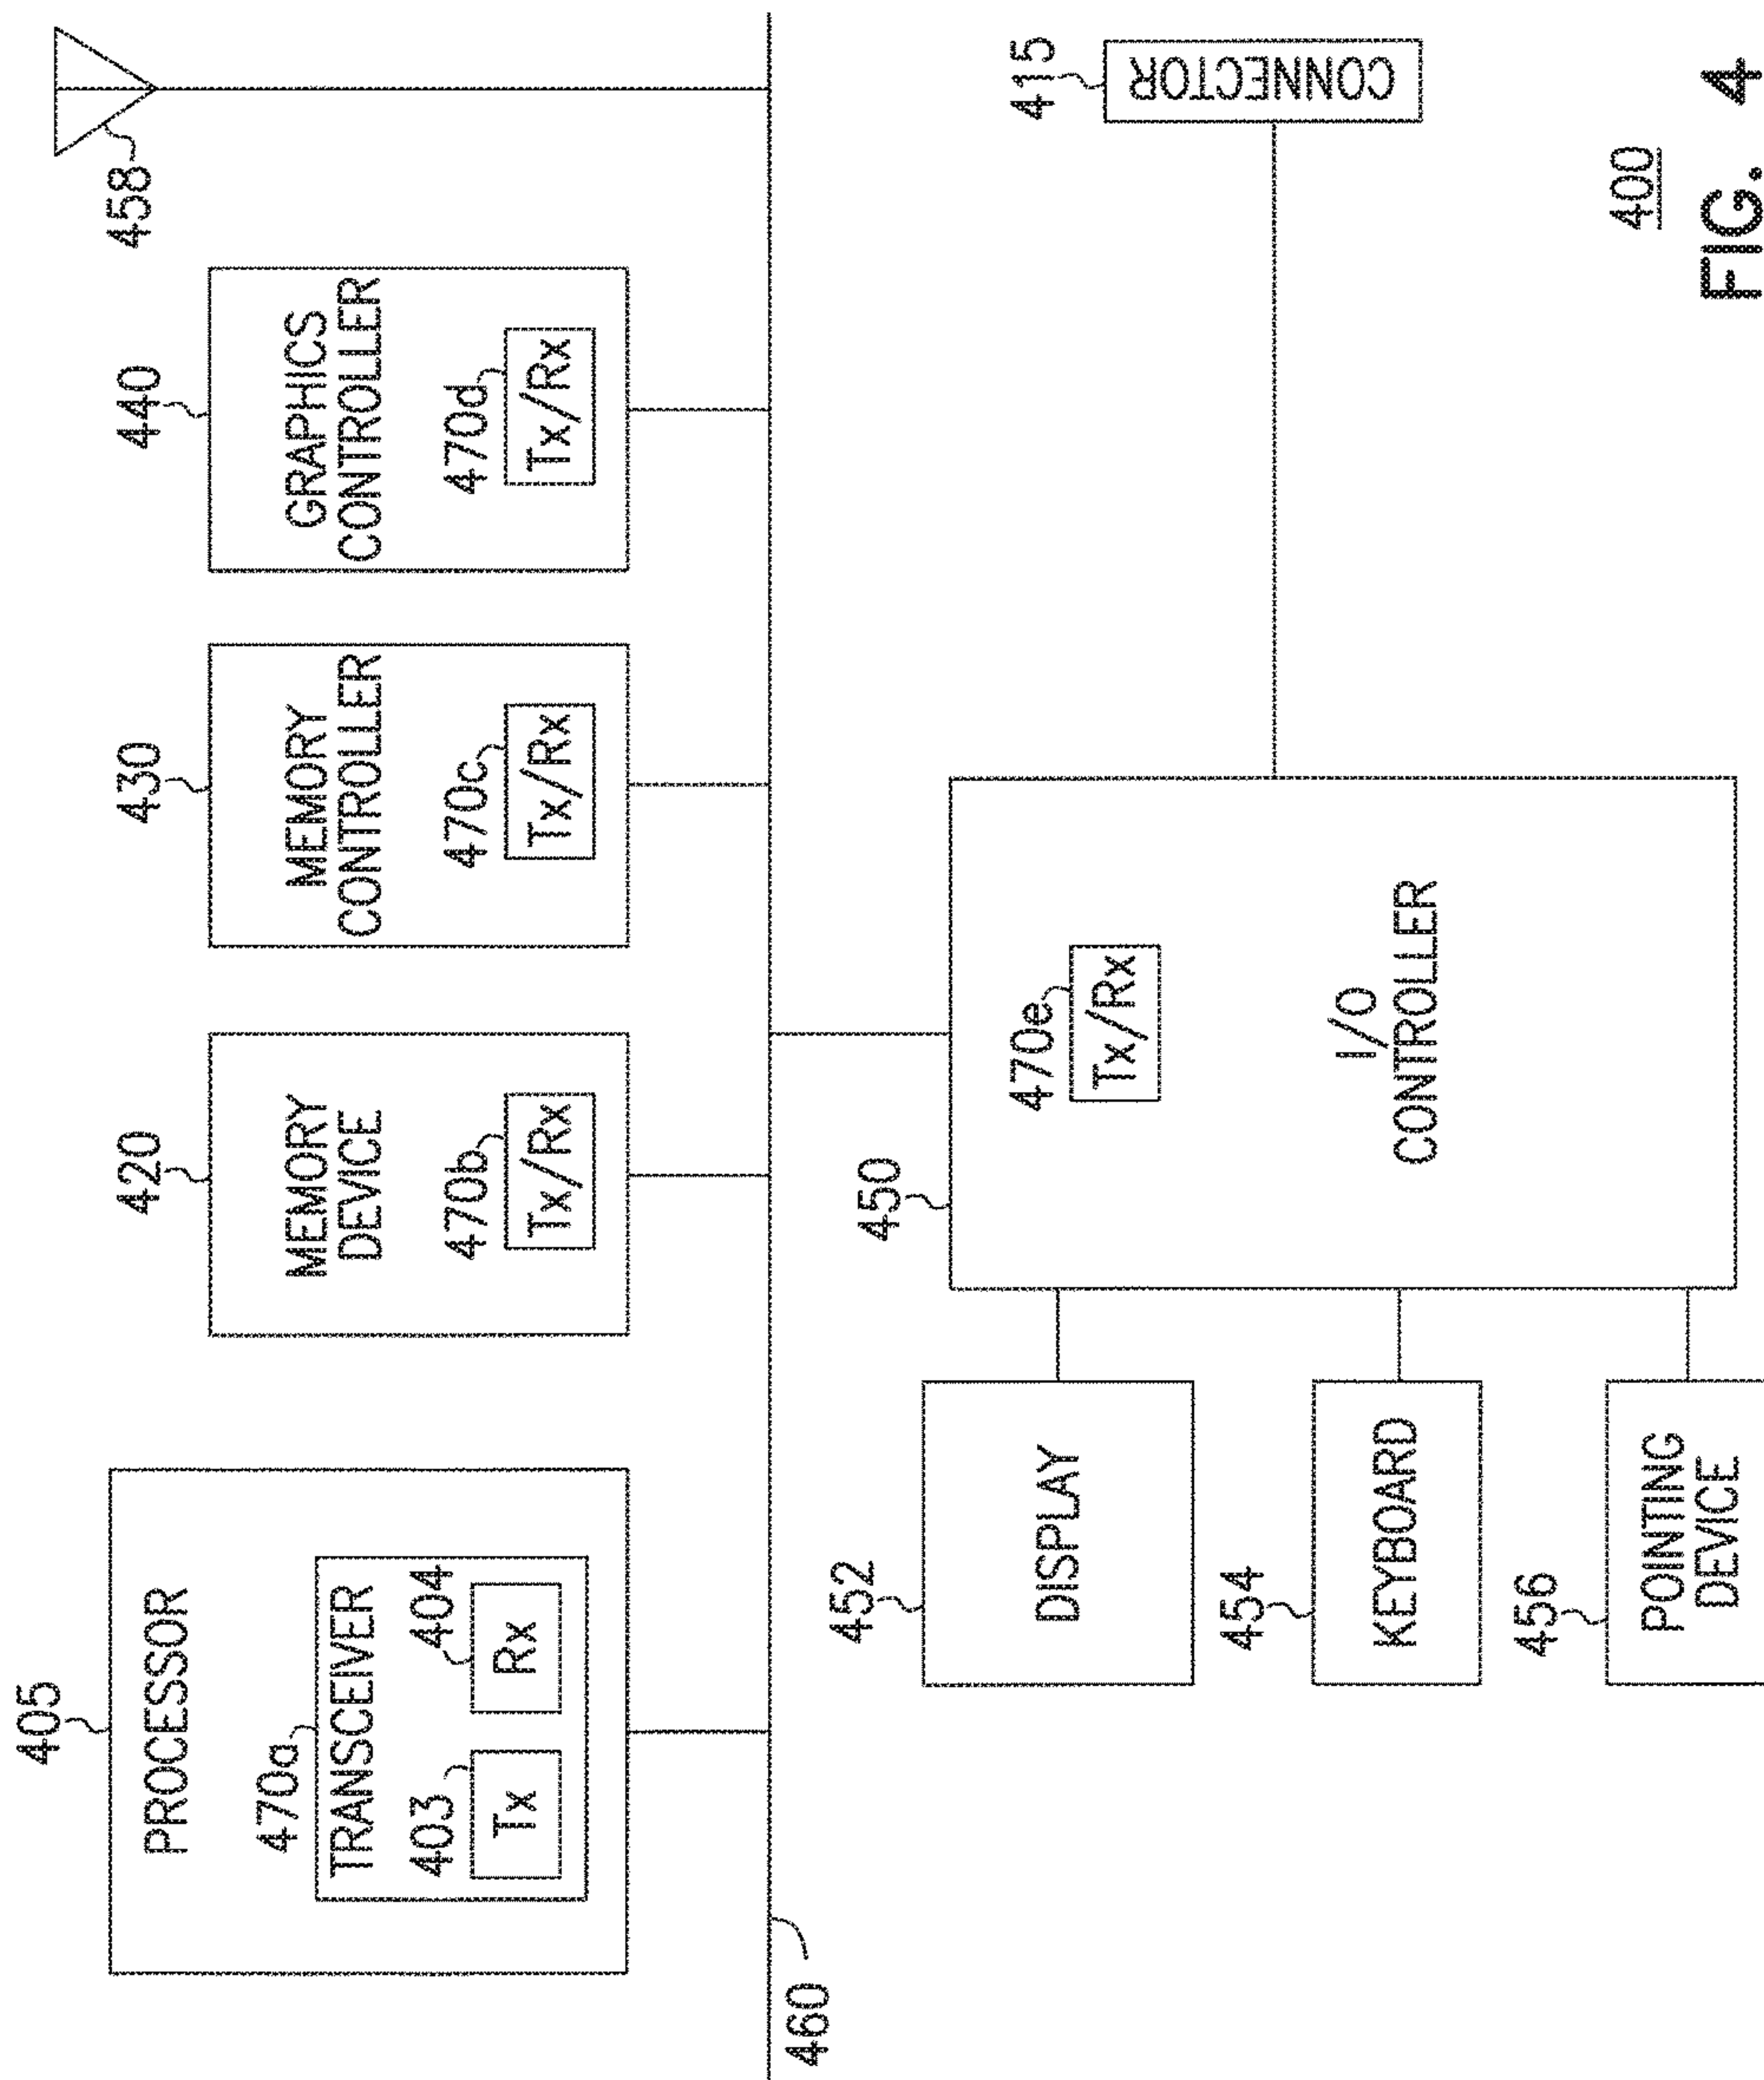 405
PROCESSOR
470a
TRANSCEIVER
403
404
Tx
Rx
420
MEMORY
DEVICE
470b
Tx/Rx
430
MEMORY
CONTROLLER
470c
Tx/Rx
440
GRAPHICS
CONTROLLER
470d
Tx/Rx
458
460
452
DISPLAY
454
KEYBOARD
456
POINTING
DEVICE
450
470e
Tx/Rx
I/O
CONTROLLER
415
CONNECTOR
400
FIG. 4